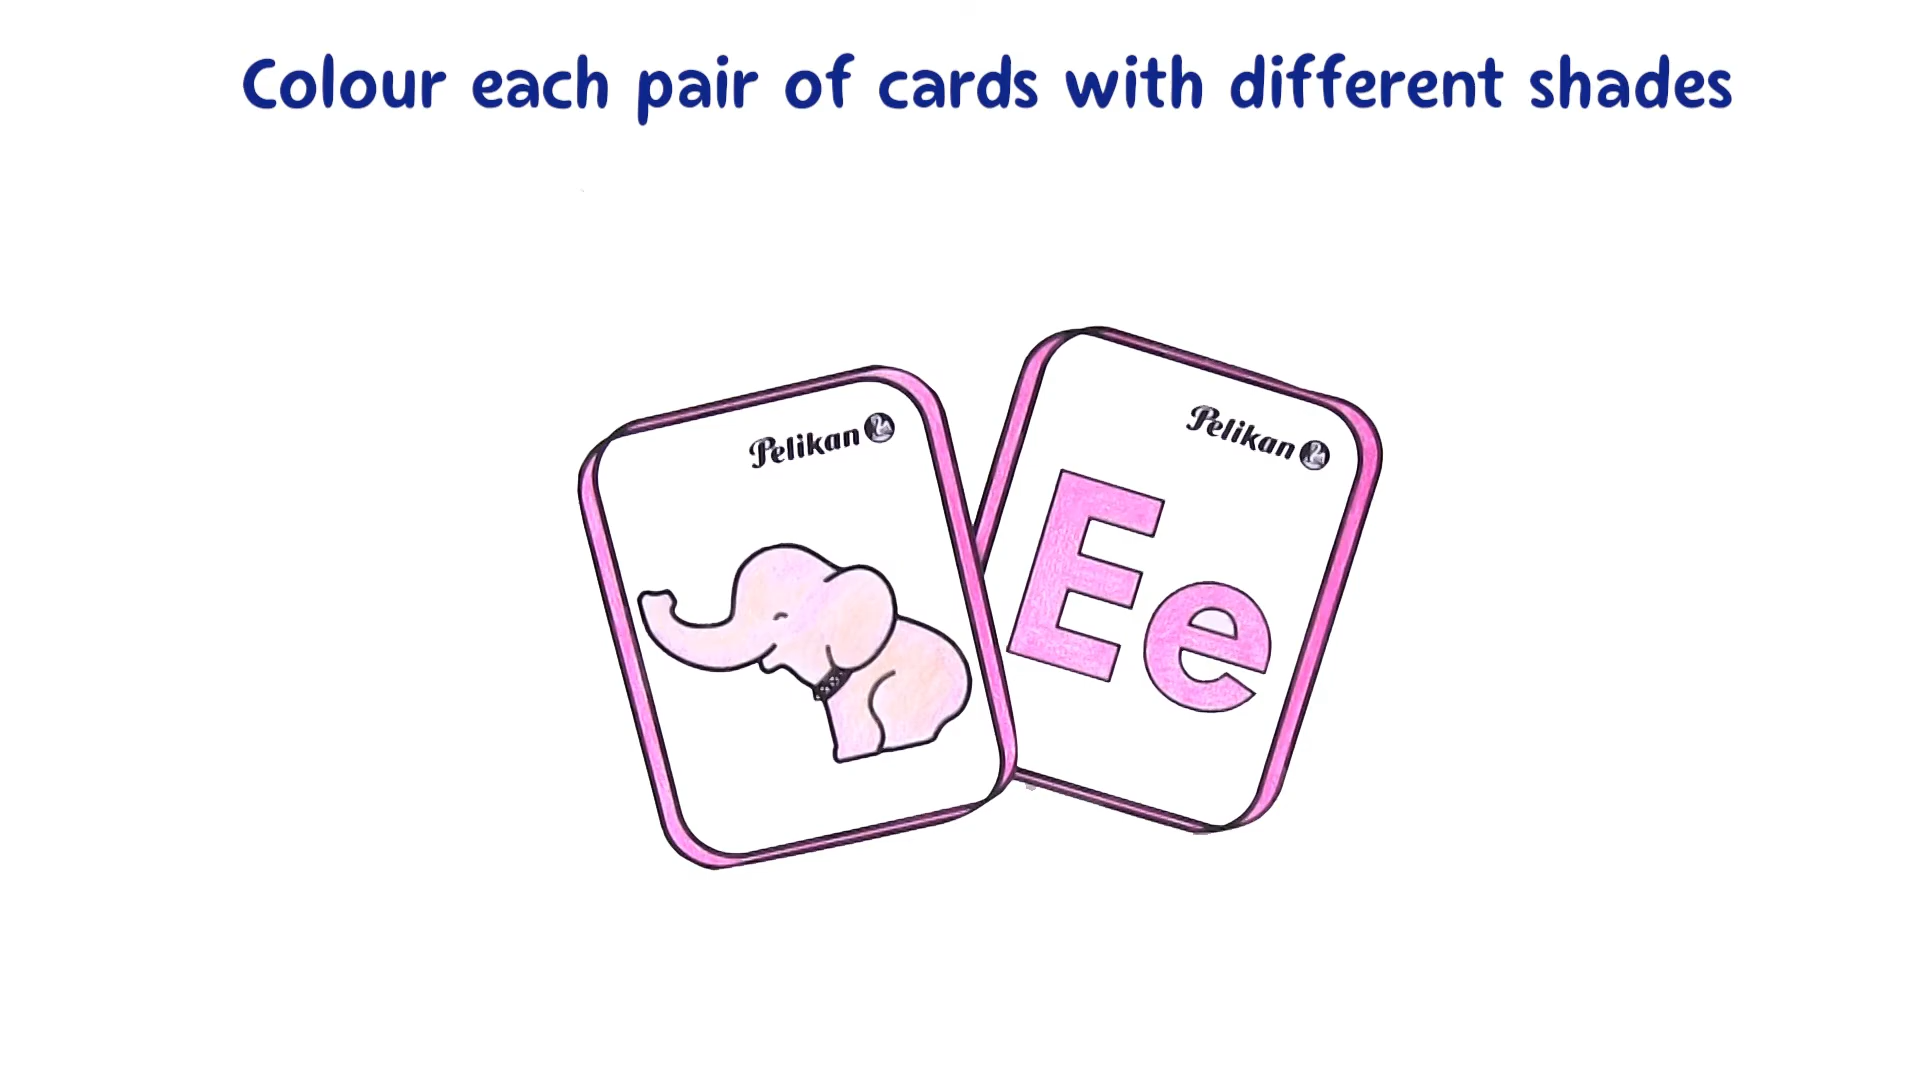 Colour each pair of cards with different shades
Pelikan
Pelikan
Ee